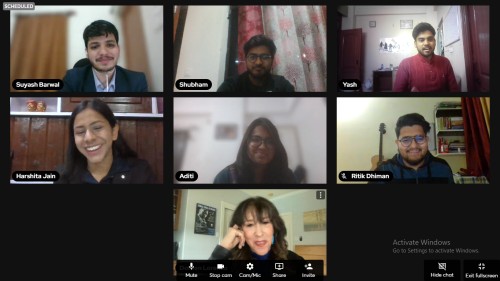 SCHEDULED
Suyash Barwal
Shubham
Yash
Harshita Jain
Aditi
Ritik Dhiman
Activate Windows
Go to Settings to activate Windows.
Mute
Stop cam
Cam/Mic
Share
Invite
Hide chat
Exit fullscreen